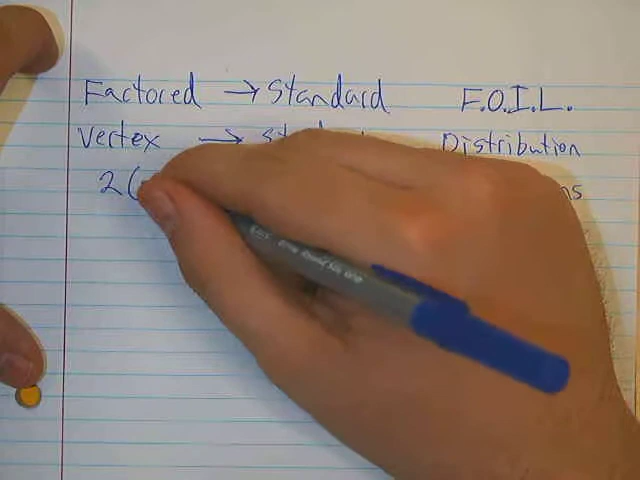 Factored → Standard F.O.I.L.
Vertex → Distribution
2(